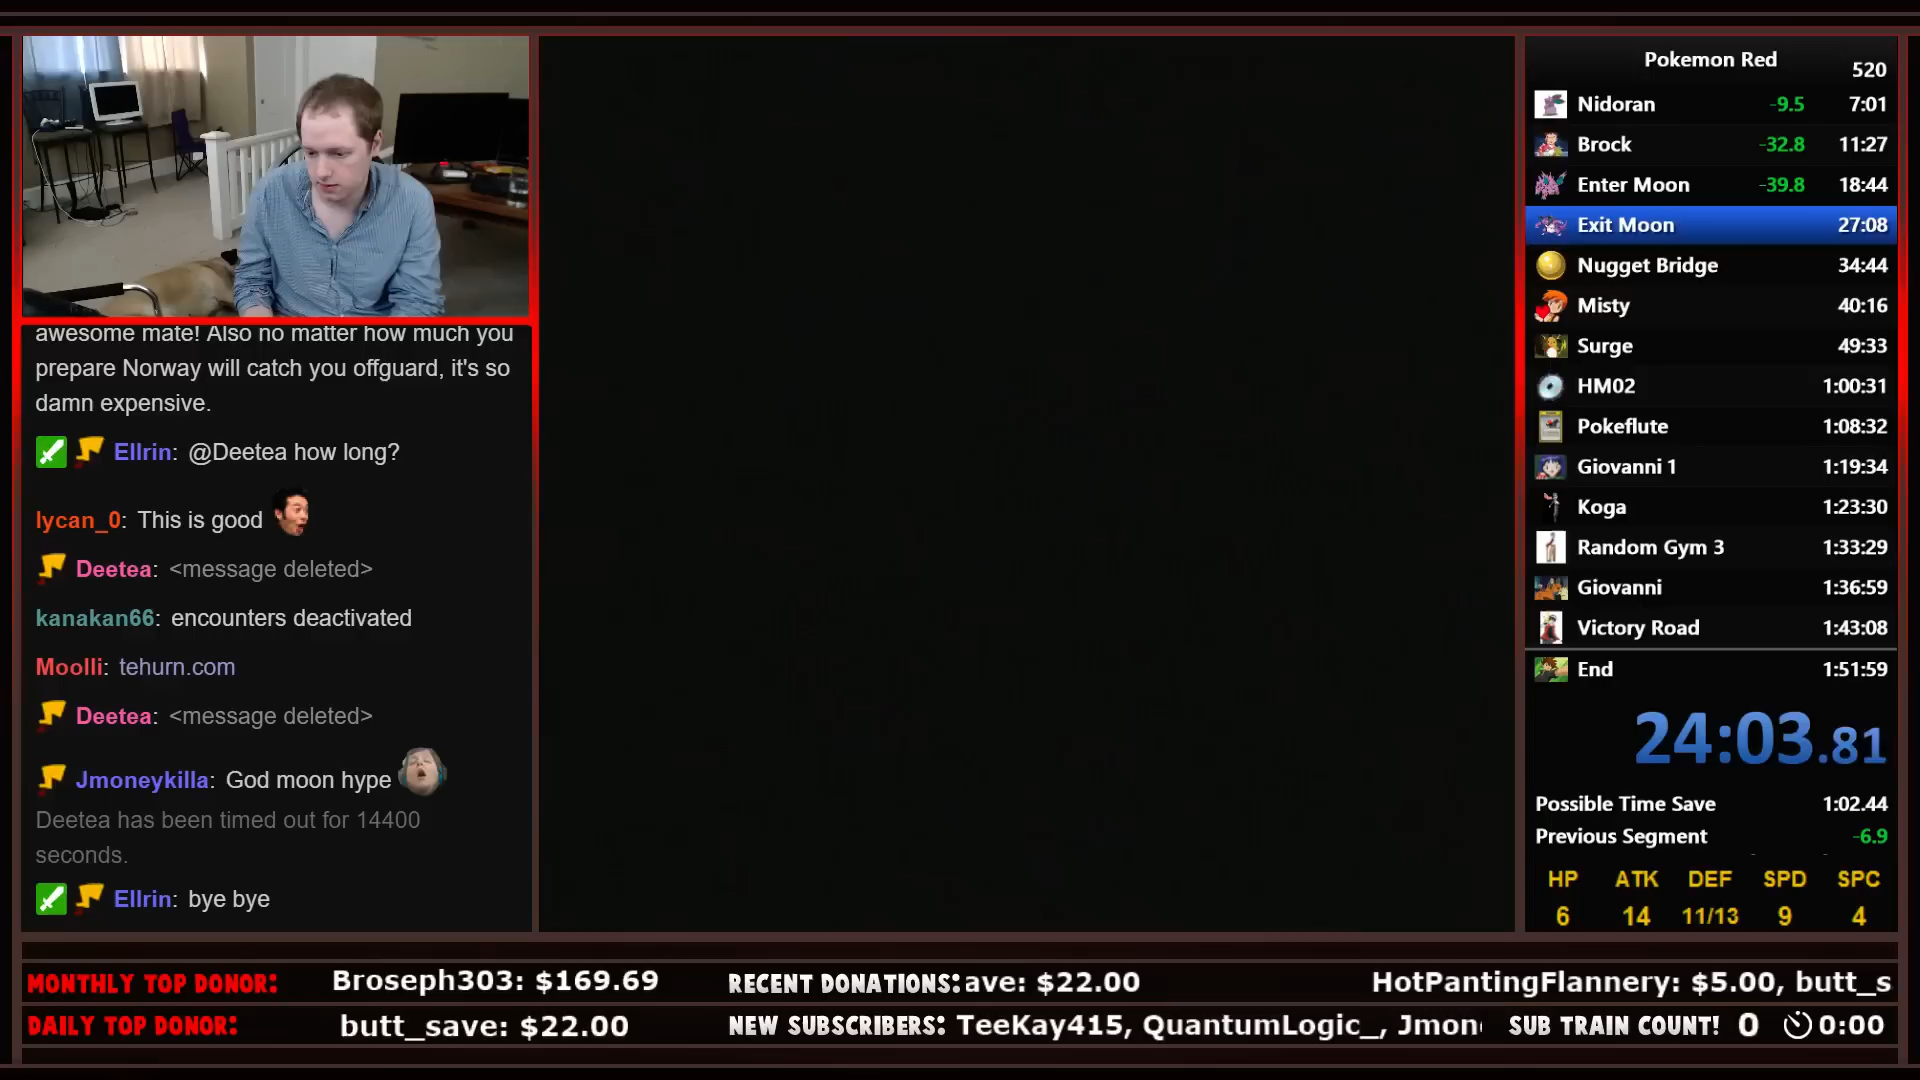 awesome mate! Also no matter how much you
prepare Norway will catch you offguard, it's so
damn expensive.
Ellrin: @Deetea how long?
lycan_0: This is good
Deetea: <message deleted>
kanakan66: encounters deactivated
Moolli: tehurn.com
Deetea: <message deleted>
Jmoneykilla: God moon hype
Deetea has been timed out for 14400
seconds.
Ellrin: bye bye
Pokemon Red
520
Nidoran -9.5 7:01
Brock -32.8 11:27
Enter Moon -39.8 18:44
Exit Moon 27:08
Nugget Bridge 34:44
Misty 40:16
Surge 49:33
HM02 1:00:31
Pokeflute 1:08:32
Giovanni 1 1:19:34
Koga 1:23:30
Random Gym 3 1:33:29
Giovanni 1:36:59
Victory Road 1:43:08
End 1:51:59
24:03.81
Possible Time Save 1:02.44
Previous Segment -6.9
HP ATK DEF SPD SPC
6 14 11/13 9 4
MONTHLY TOP DONOR: Broseph303: $169.69 RECENT DONATIONS: ave: $22.00 HotPantingFlannery: $5.00, butt_s
DAILY TOP DONOR: butt_save: $22.00 NEW SUBSCRIBERS: TeeKay415, QuantumLogic_, Jmon SUB TRAIN COUNT! 0 0:00